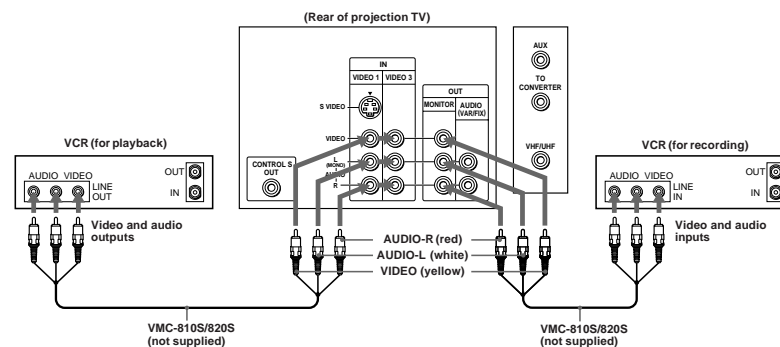 (Rear of projection TV)
AUX
TO
CONVERTER
VHF/UHF
IN
VIDEO 1 VIDEO 3
OUT
MONITOR AUDIO
(VAR/FIX)
S VIDEO
VIDEO
L
(MONO)
AUDIO
R
CONTROL S
OUT
VCR (for playback)
AUDIO VIDEO
LINE
OUT
OUT
IN
Video and audio
outputs
VCR (for recording)
AUDIO VIDEO
LINE
IN
OUT
IN
Video and audio
inputs
AUDIO-R (red)
AUDIO-L (white)
VIDEO (yellow)
VMC-810S/820S
(not supplied)
VMC-810S/820S
(not supplied)